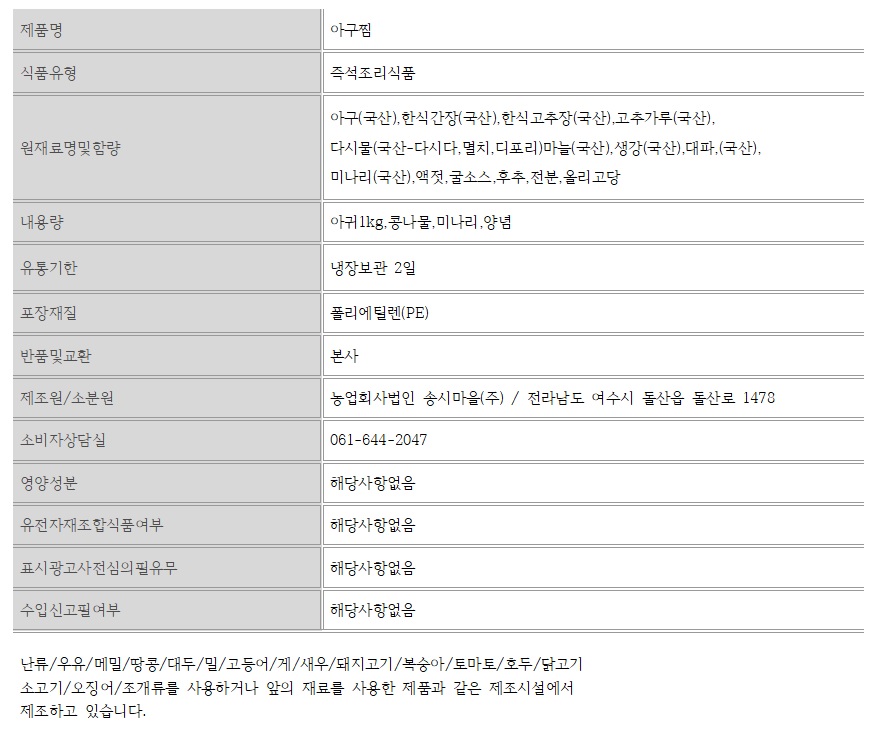 제품명 아구찜
식품유형 즉석조리식품
원재료명및함량 아구(국산),한식간장(국산),한식고추장(국산),고추가루(국산),
다시물(국산-다시다,멸치,디포리)마늘(국산),생강(국산),대파,(국산),
미나리(국산),액젓,굴소스,후추,전분,올리고당
내용량 아귀1kg,콩나물,미나리,양념
유통기한 냉장보관 2일
포장재질 폴리에틸렌(PE)
반품및교환 본사
제조원/소분원 농업회사법인 송시마을(주) / 전라남도 여수시 돌산읍 돌산로 1478
소비자상담실 061-644-2047
영양성분 해당사항없음
유전자재조합식품여부 해당사항없음
표시광고사전심의필유무 해당사항없음
수입신고필여부 해당사항없음
난류/우유/메밀/땅콩/대두/밀/고등어/게/새우/돼지고기/복숭아/토마토/호두/닭고기
소고기/오징어/조개류를 사용하거나 앞의 재료를 사용한 제품과 같은 제조시설에서
제조하고 있습니다.